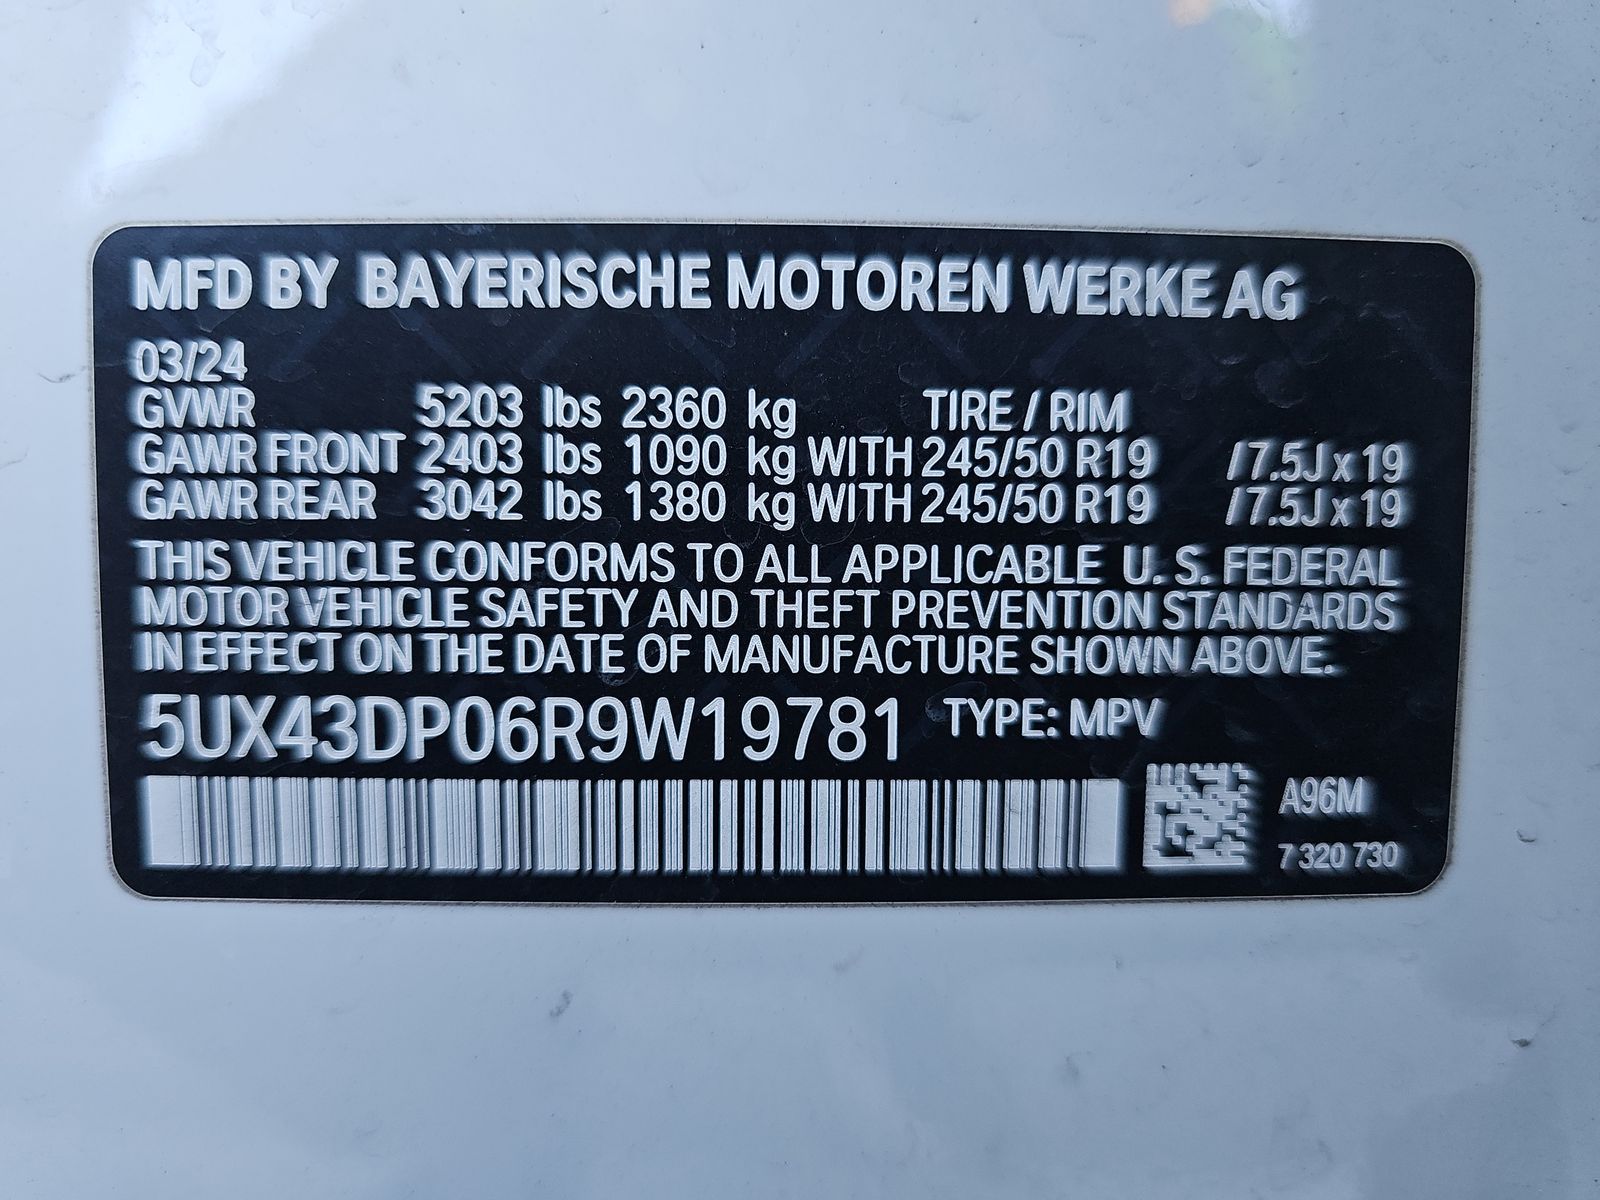 MFD BY BAYERISCHE MOTOREN WERKE AG
03/24
GVWR 5203 lbs 2360 kg TIRE / RIM
GAWR FRONT 2403 lbs 1090 kg WITH 245/50 R19 / 7.5J x 19
GAWR REAR 3042 lbs 1380 kg WITH 245/50 R19 / 7.5J x 19
THIS VEHICLE CONFORMS TO ALL APPLICABLE U. S. FEDERAL
MOTOR VEHICLE SAFETY AND THEFT PREVENTION STANDARDS
IN EFFECT ON THE DATE OF MANUFACTURE SHOWN ABOVE.
5UX43DP06R9W19781 TYPE: MPV
A96M
7 320 730